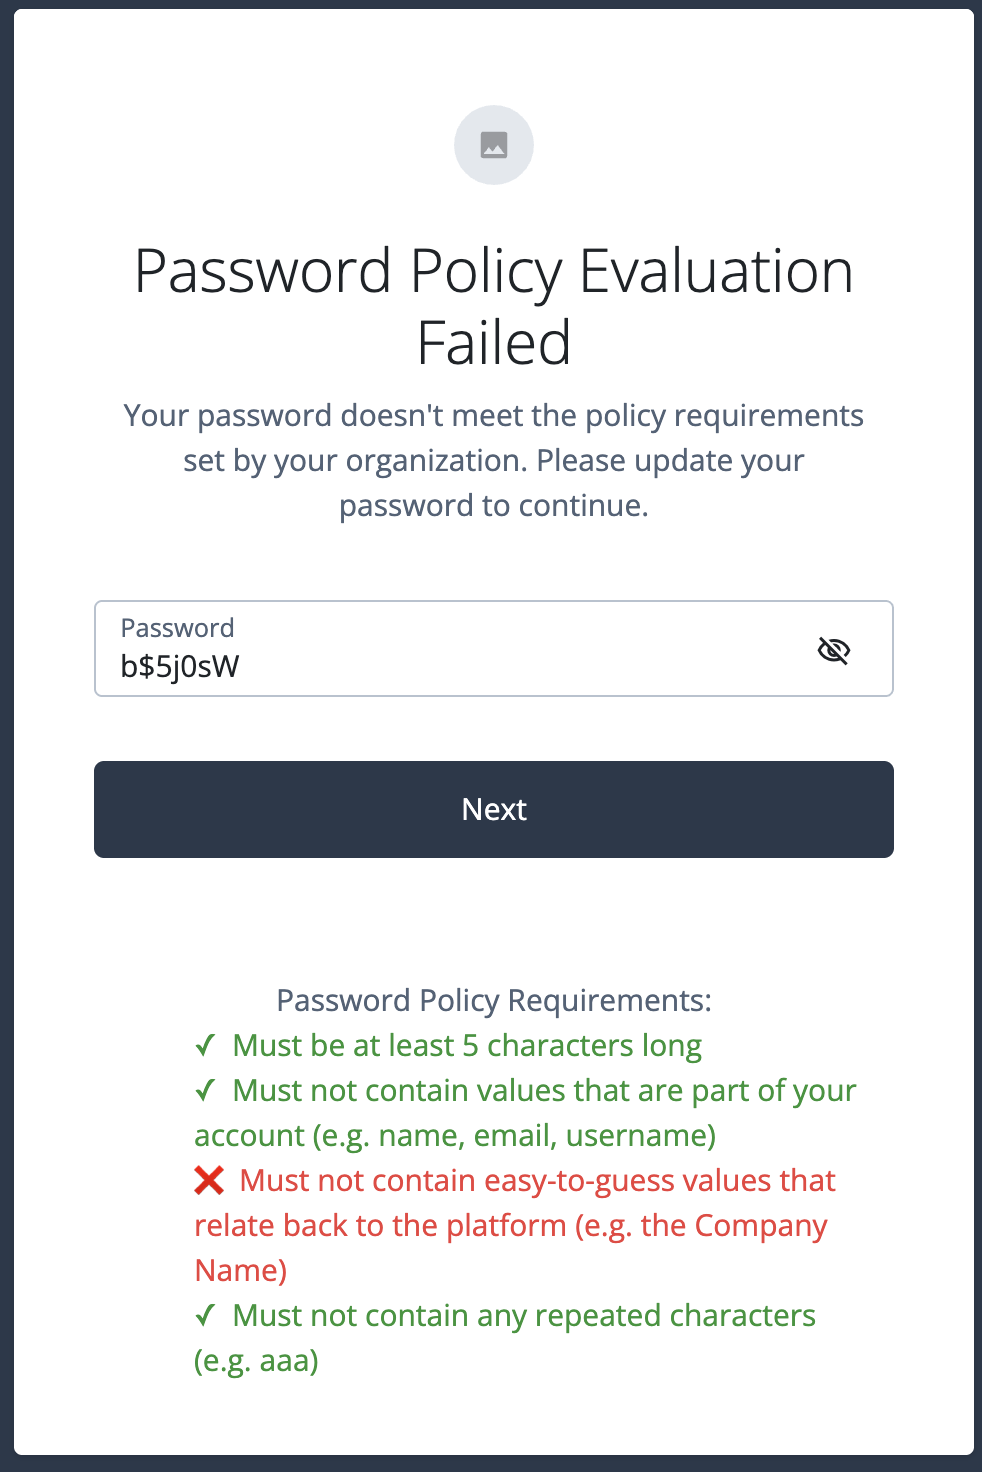 Password Policy Evaluation
Failed
Your password doesn't meet the policy requirements
set by your organization. Please update your
password to continue.
Password
b$5j0sW
Next
Password Policy Requirements:
✓ Must be at least 5 characters long
✓ Must not contain values that are part of your
account (e.g. name, email, username)
❌ Must not contain easy-to-guess values that
relate back to the platform (e.g. the Company
Name)
✓ Must not contain any repeated characters
(e.g. aaa)